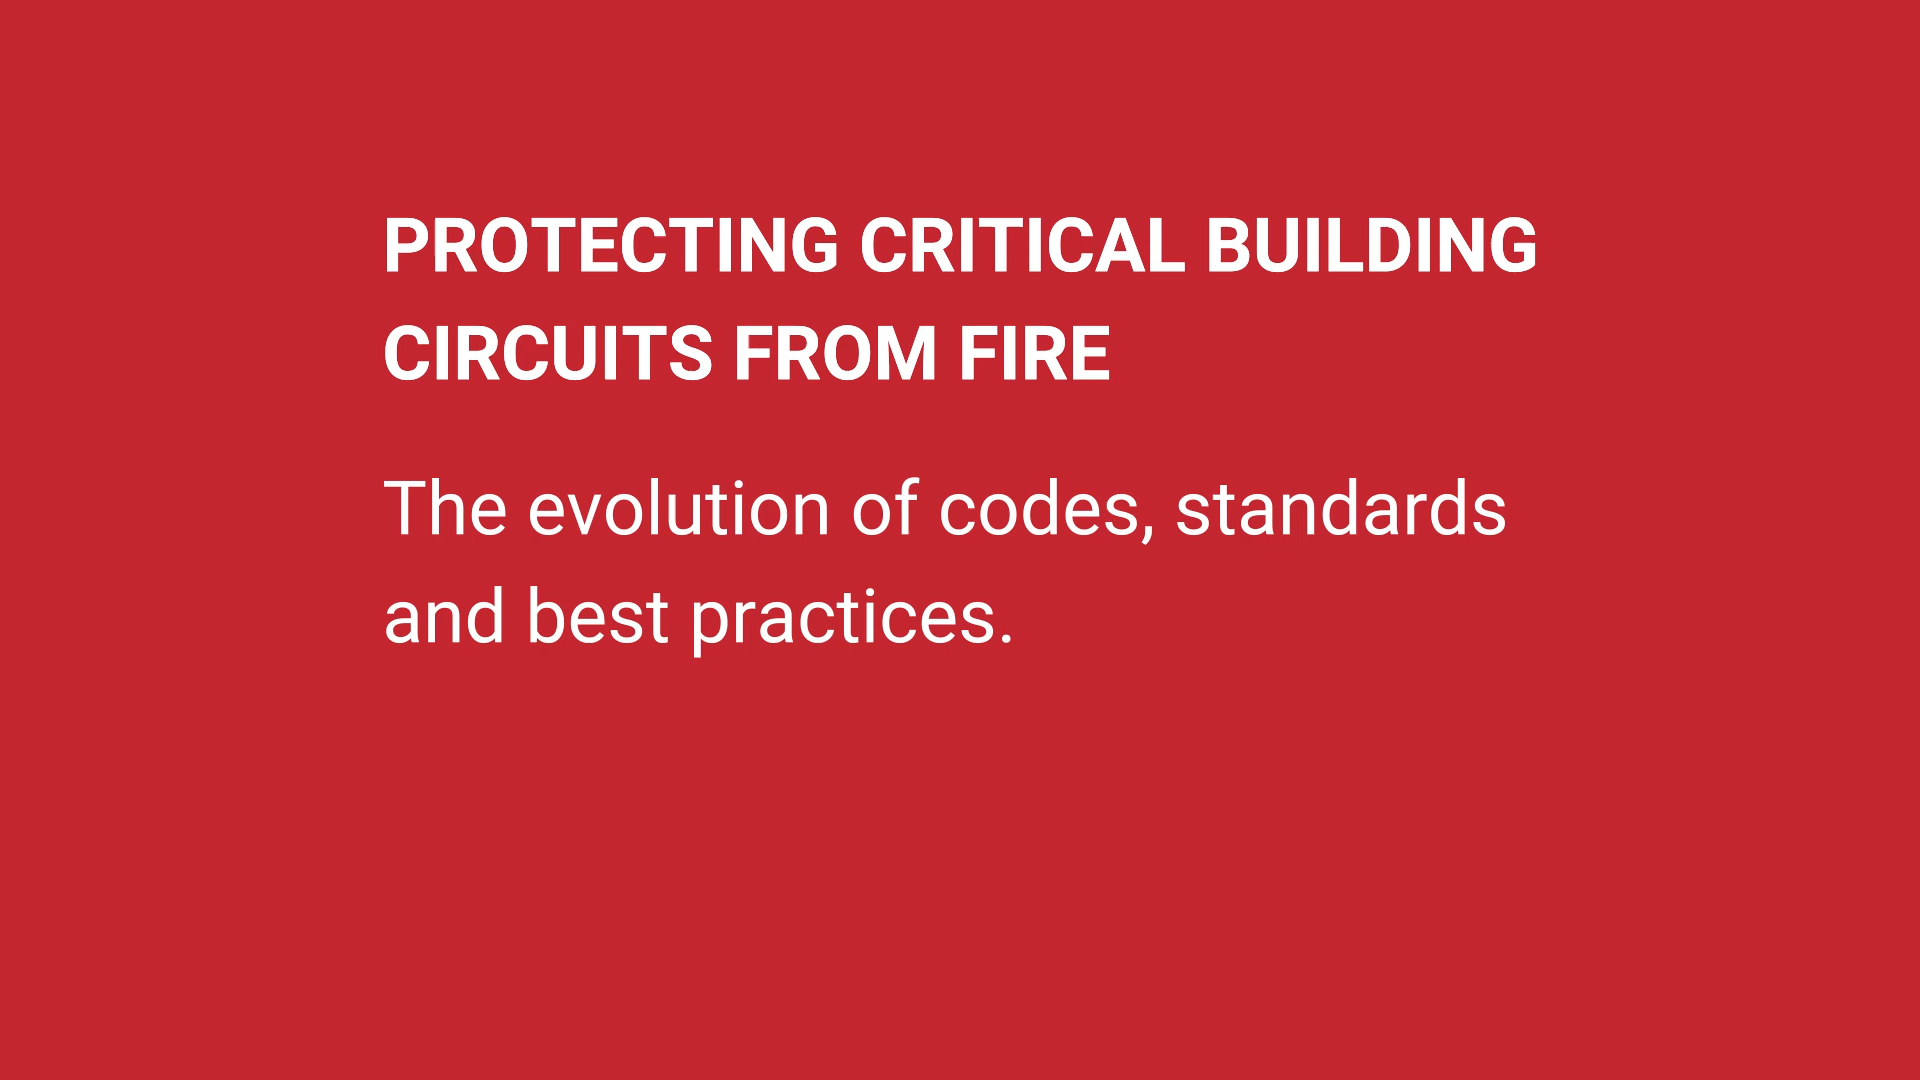 PROTECTING CRITICAL BUILDING
CIRCUITS FROM FIRE
The evolution of codes, standards
and best practices.